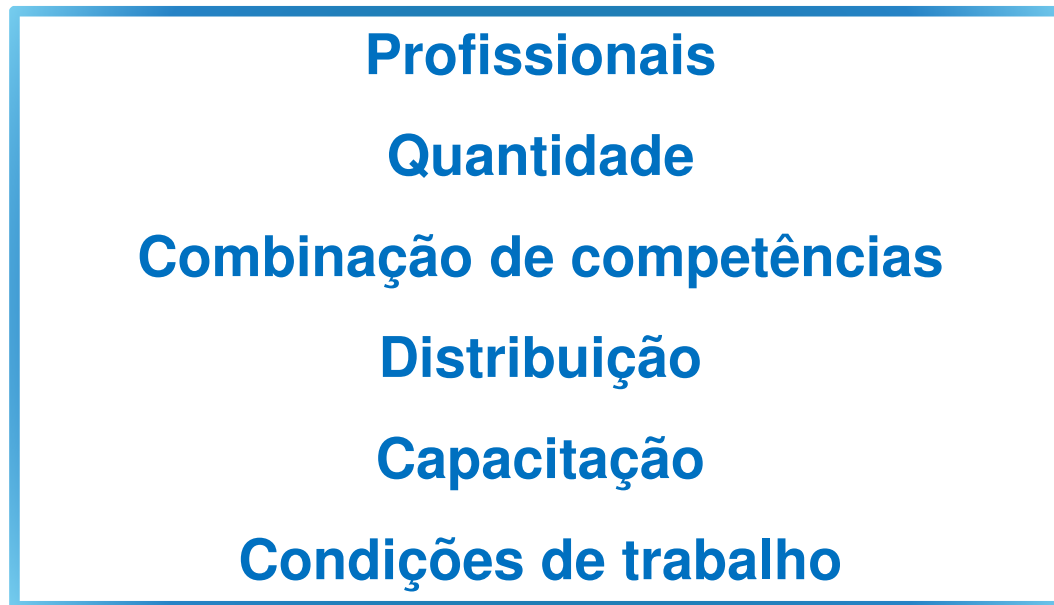 Profissionais
Quantidade
Combinação de competências
Distribuição
Capacitação
Condições de trabalho